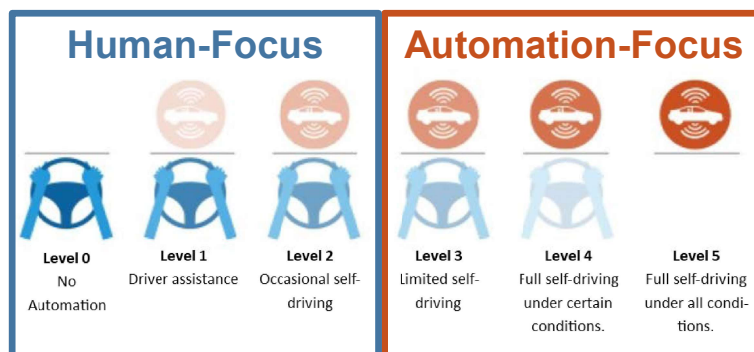 Human-Focus
Automation-Focus
Level 0
No
Automation
Level 1
Driver assistance
Level 2
Occasional self-
driving
Level 3
Limited self-
driving
Level 4
Full self-driving
under certain
conditions.
Level 5
Full self-driving
under all condi-
tions.